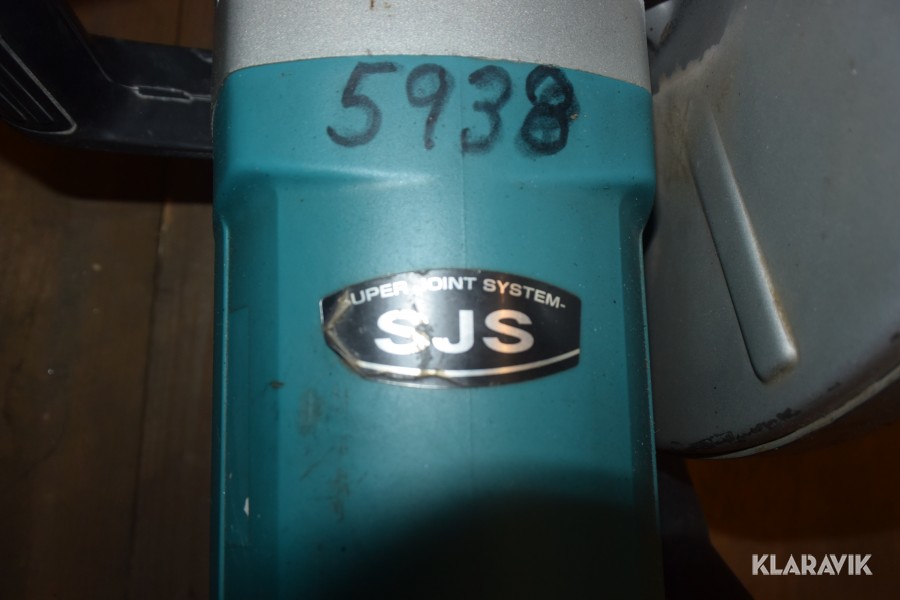 5938
SUPER JOINT SYSTEM-
SJS
KLARAVIK